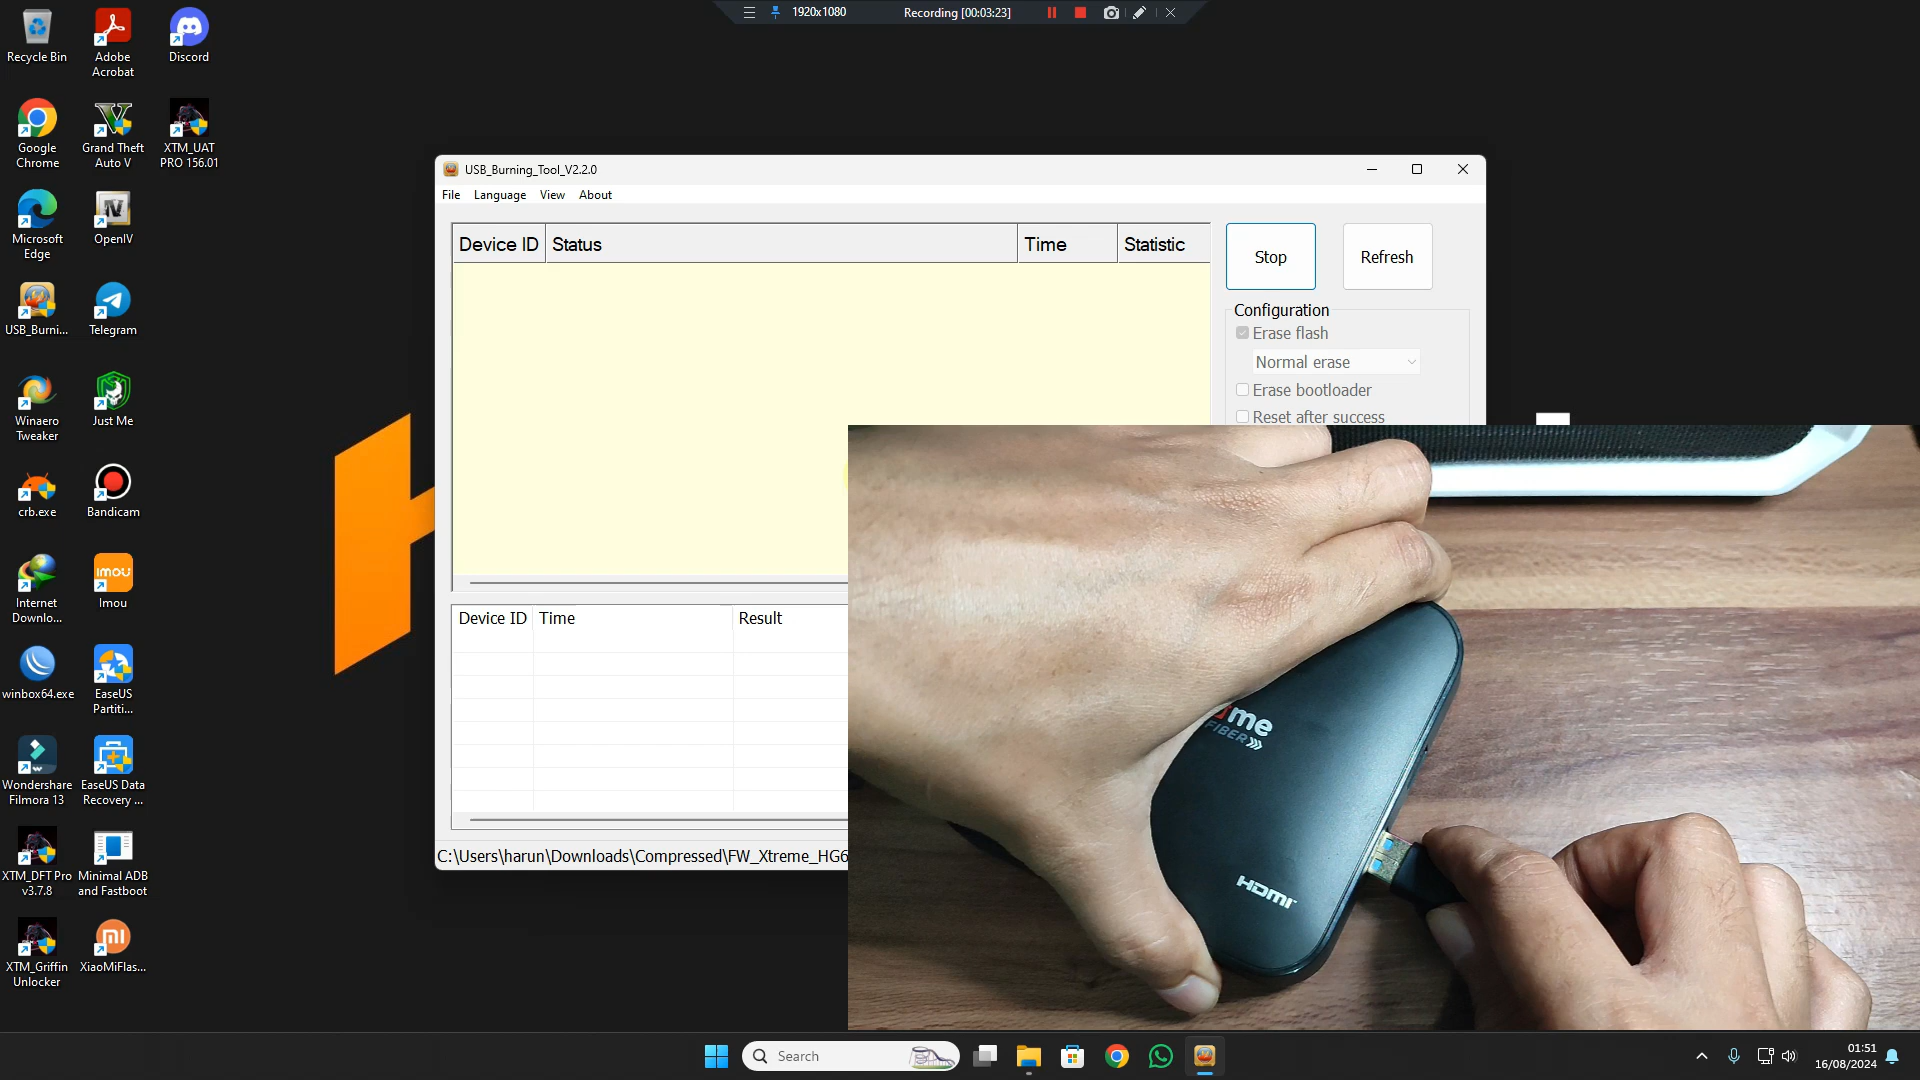 1920x1080
Recording [00:03:23]
Recycle Bin
Adobe
Acrobat
Discord
Google
Chrome
Grand Theft
Auto V
XTM_UAT
PRO 156.01
Microsoft
Edge
OpenIV
USB_Burni...
Telegram
Winaero
Tweaker
Just Me
crb.exe
Bandicam
Internet
Downlo...
imou
Imou
winbox64.exe
EaseUS
Partiti...
Wondershare
Filmora 13
EaseUS Data
Recovery ...
XTM_DFT Pro
v3.7.8
Minimal ADB
and Fastboot
XTM_Griffin
Unlocker
XiaoMiFlas...
USB_Burning_Tool_V2.2.0
File Language View About
Device ID Status Time Statistic
Stop
Refresh
Configuration
Erase flash
Normal erase
Erase bootloader
Reset after success
Device ID Time Result
C:\Users\harun\Downloads\Compressed\FW_Xtreme_HG6
me
FIBER
HDMI
Search
01:51
16/08/2024